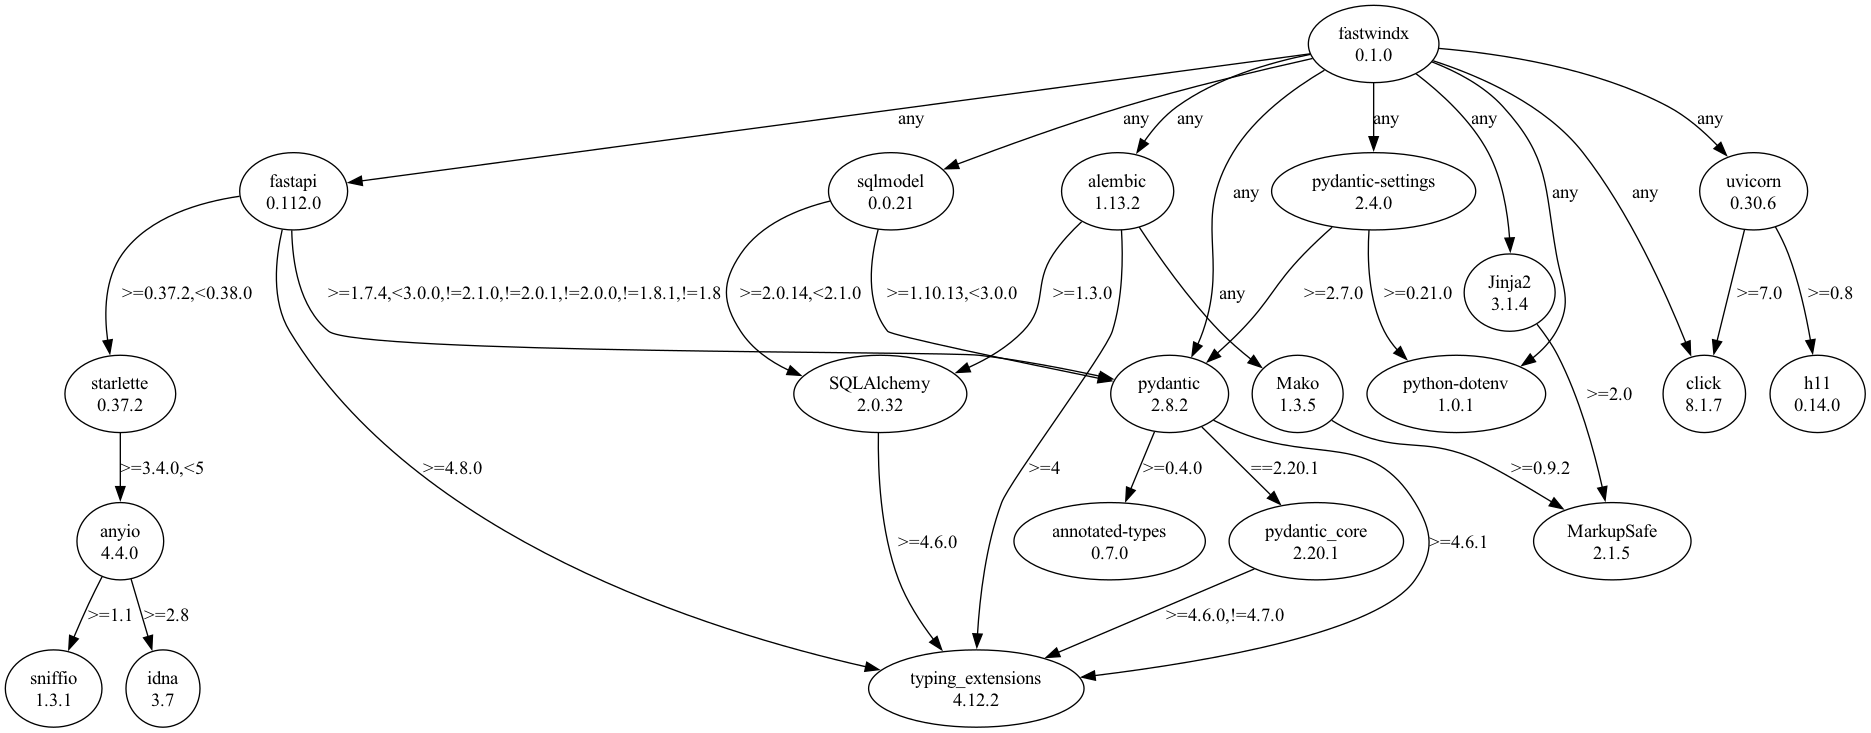 fastwindx
0.1.0
any
any
any
any
any
any
any
any
fastapi
0.112.0
sqlmodel
0.0.21
alembic
1.13.2
any
pydantic-settings
2.4.0
uvicorn
0.30.6
>=0.37.2,<0.38.0
>=1.7.4,<3.0.0,!=2.1.0,!=2.0.1,!=2.0.0,!=1.8.1,!=1.8
>=2.0.14,<2.1.0
>=1.10.13,<3.0.0
>=1.3.0
any
>=2.7.0
>=0.21.0
Jinja2
3.1.4
>=7.0
>=0.8
starlette
0.37.2
SQLAlchemy
2.0.32
pydantic
2.8.2
Mako
1.3.5
python-dotenv
1.0.1
>=2.0
click
8.1.7
h11
0.14.0
>=3.4.0,<5
>=4.8.0
>=4
>=0.4.0
==2.20.1
>=0.9.2
anyio
4.4.0
>=4.6.0
annotated-types
0.7.0
pydantic_core
2.20.1
>=4.6.1
MarkupSafe
2.1.5
>=1.1
>=2.8
>=4.6.0,!=4.7.0
sniffio
1.3.1
idna
3.7
typing_extensions
4.12.2